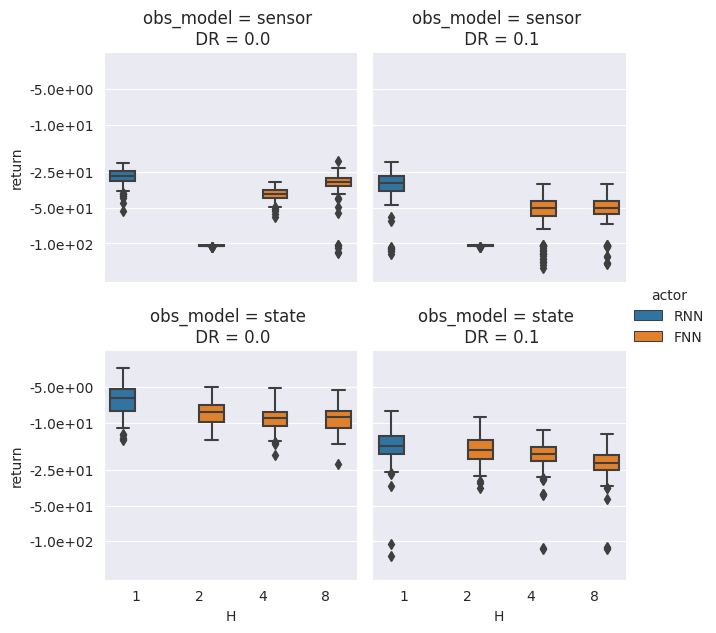 obs_model = sensor
DR = 0.0
obs_model = sensor
DR = 0.1
return
-5.0e+00
-1.0e+01
-2.5e+01
-5.0e+01
-1.0e+02
actor
RNN
FNN
obs_model = state
DR = 0.0
obs_model = state
DR = 0.1
return
-5.0e+00
-1.0e+01
-2.5e+01
-5.0e+01
-1.0e+02
1 2 4 8
H
1 2 4 8
H